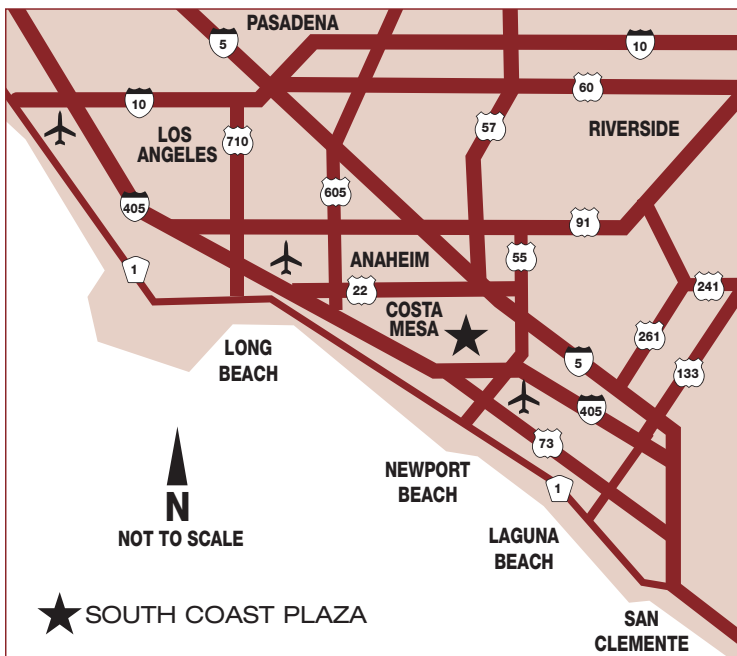 PASADENA
5
10
10
60
LOS
ANGELES
710
57
RIVERSIDE
605
405
91
1
ANAHEIM
55
22
241
COSTA
MESA
LONG
BEACH
261
5
133
405
73
NEWPORT
BEACH
1
N
NOT TO SCALE
LAGUNA
BEACH
SOUTH COAST PLAZA
SAN
CLEMENTE